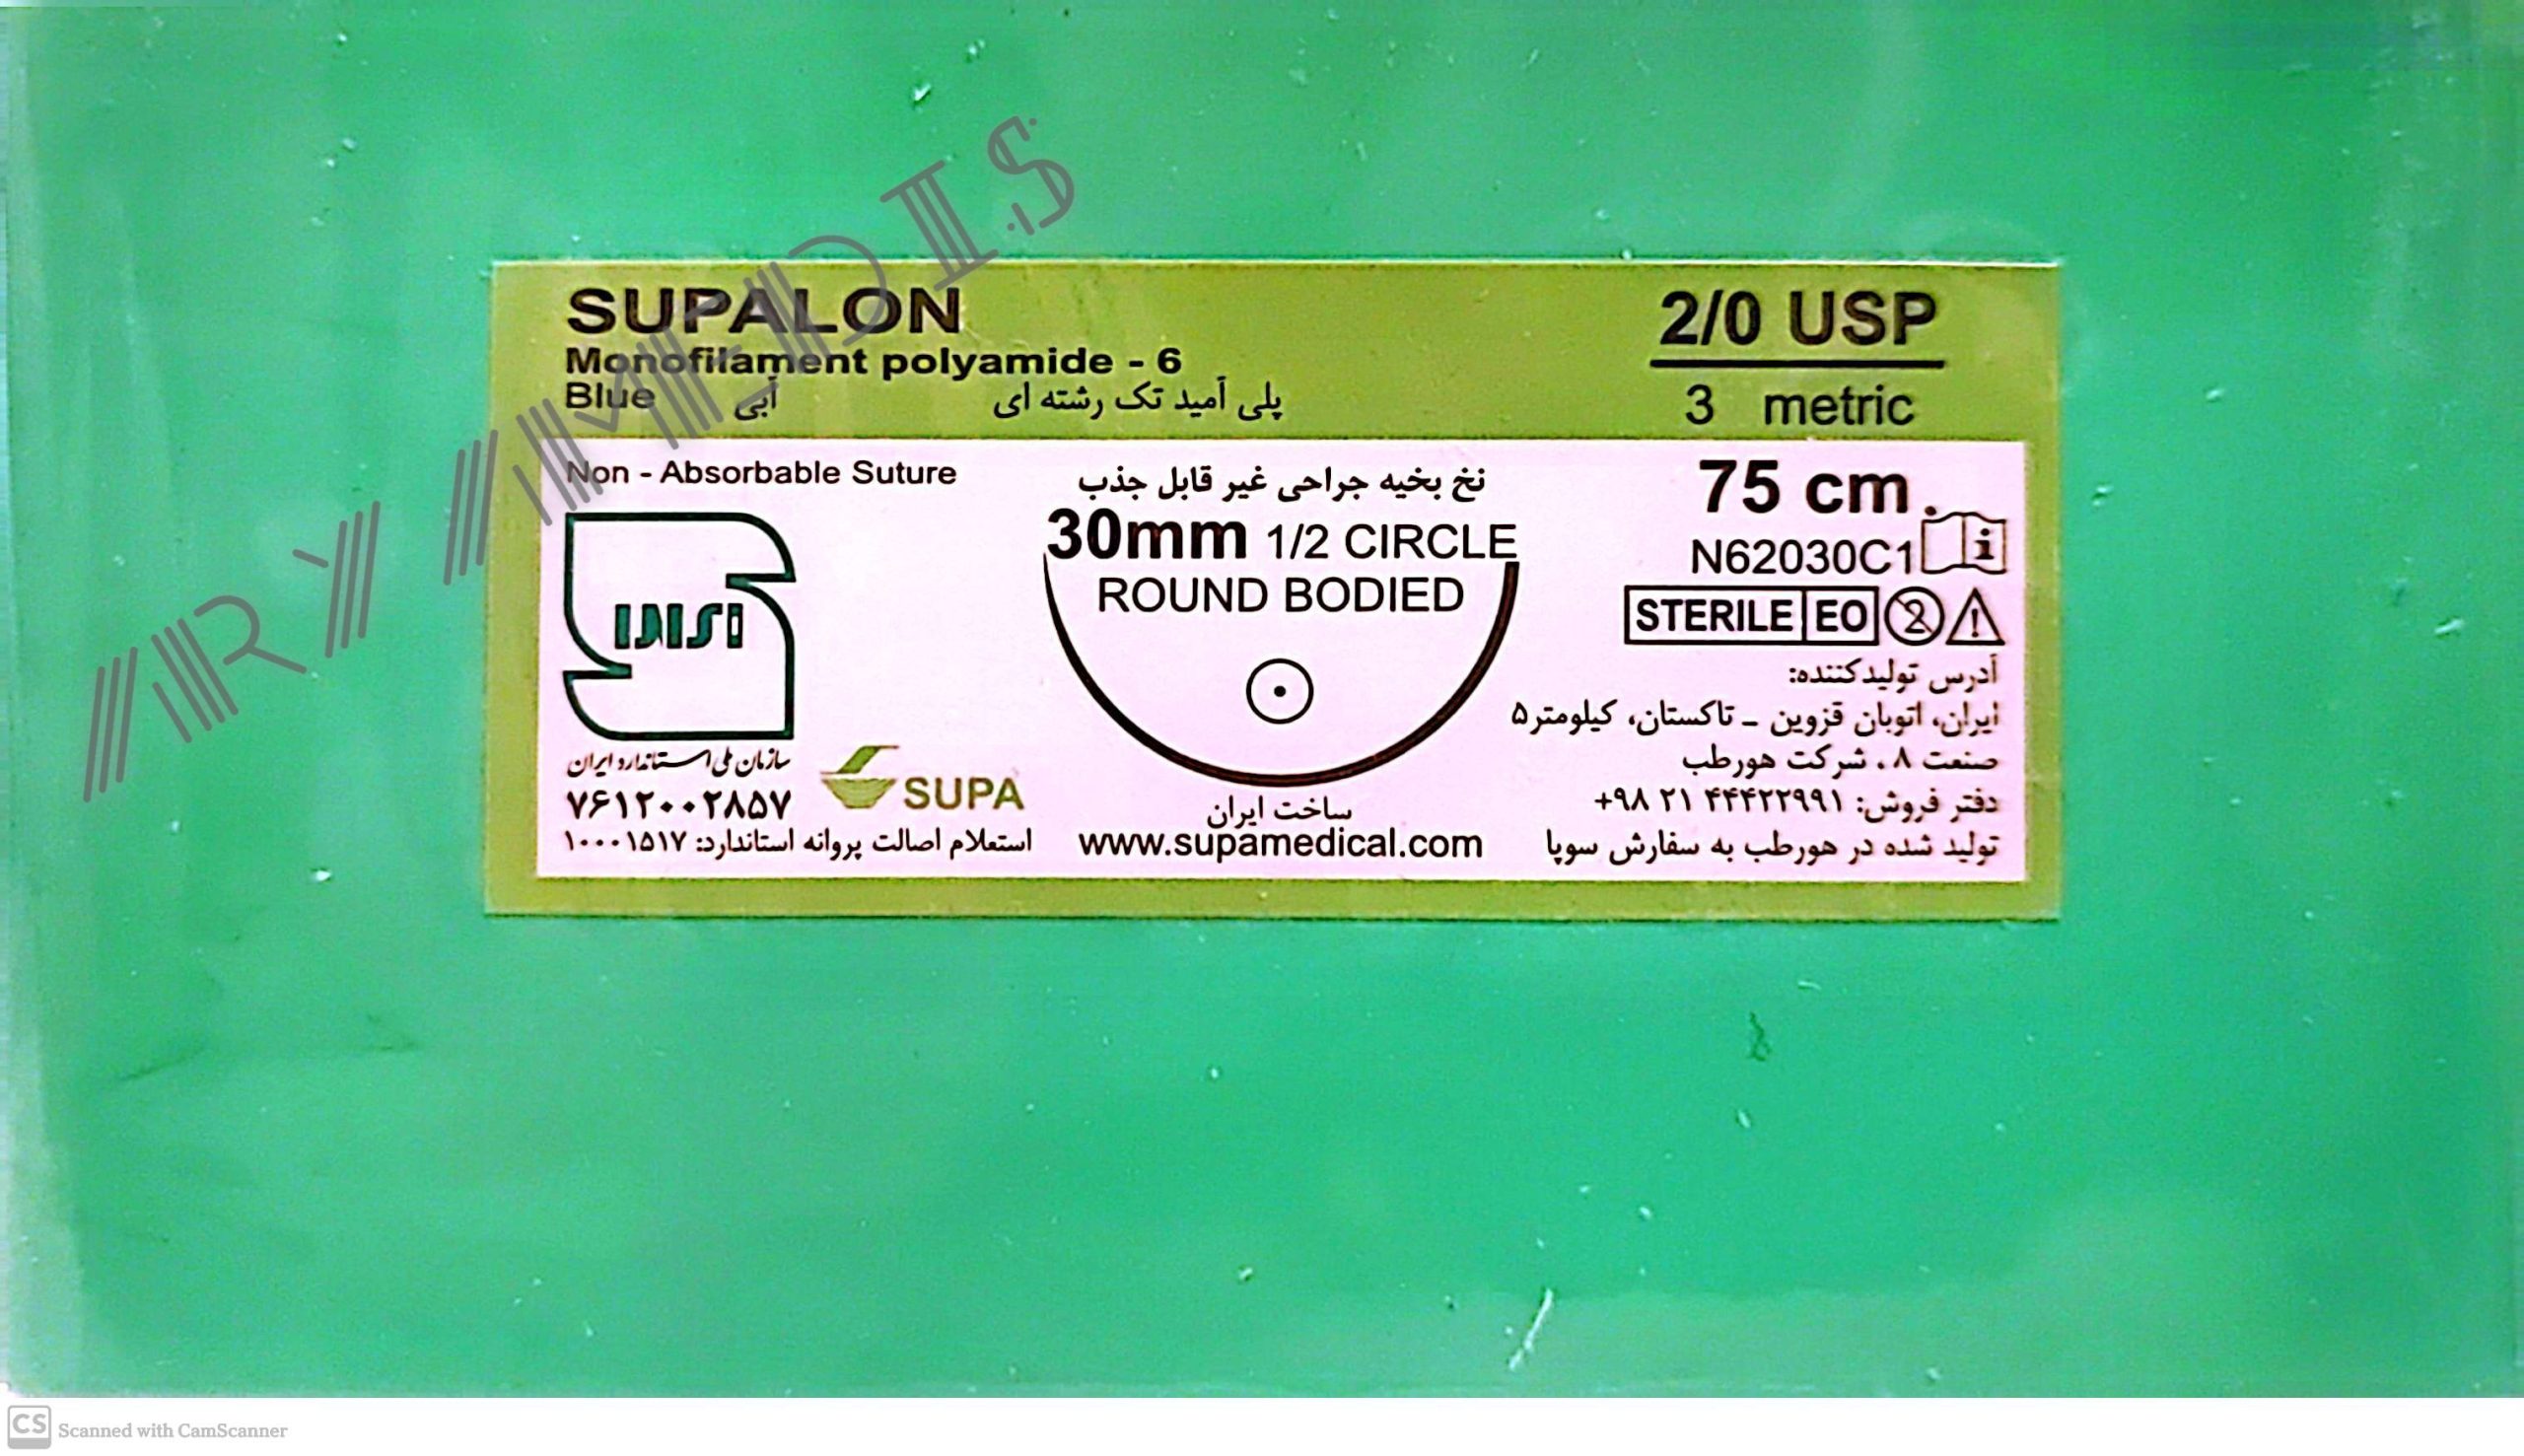 ARYAMEDIS
SUPALON
Monofilament polyamide - 6
Blue آبی پلی آمید تک رشته ای
2/0 USP
3 metric
Non - Absorbable Suture
نخ بخیه جراحی غیر قابل جذب
30mm 1/2 CIRCLE
ROUND BODIED
75 cm
N62030C1
STERILE EO
سازمان ملی استاندارد ایران
۷۶۱۲۰۰۲۸۵۷
SUPA
استعلام اصالت پروانه استاندارد: ۱۰۰۰۱۵۱۷
ساخت ایران
www.supamedical.com
آدرس تولیدکننده:
ایران، اتوبان قزوین - تاکستان، کیلومتر۵
صنعت ۸ ، شرکت هورطب
دفتر فروش: ۴۴۴۲۲۹۹۱ ۲۱ ۹۸+
تولید شده در هورطب به سفارش سوپا
CS Scanned with CamScanner